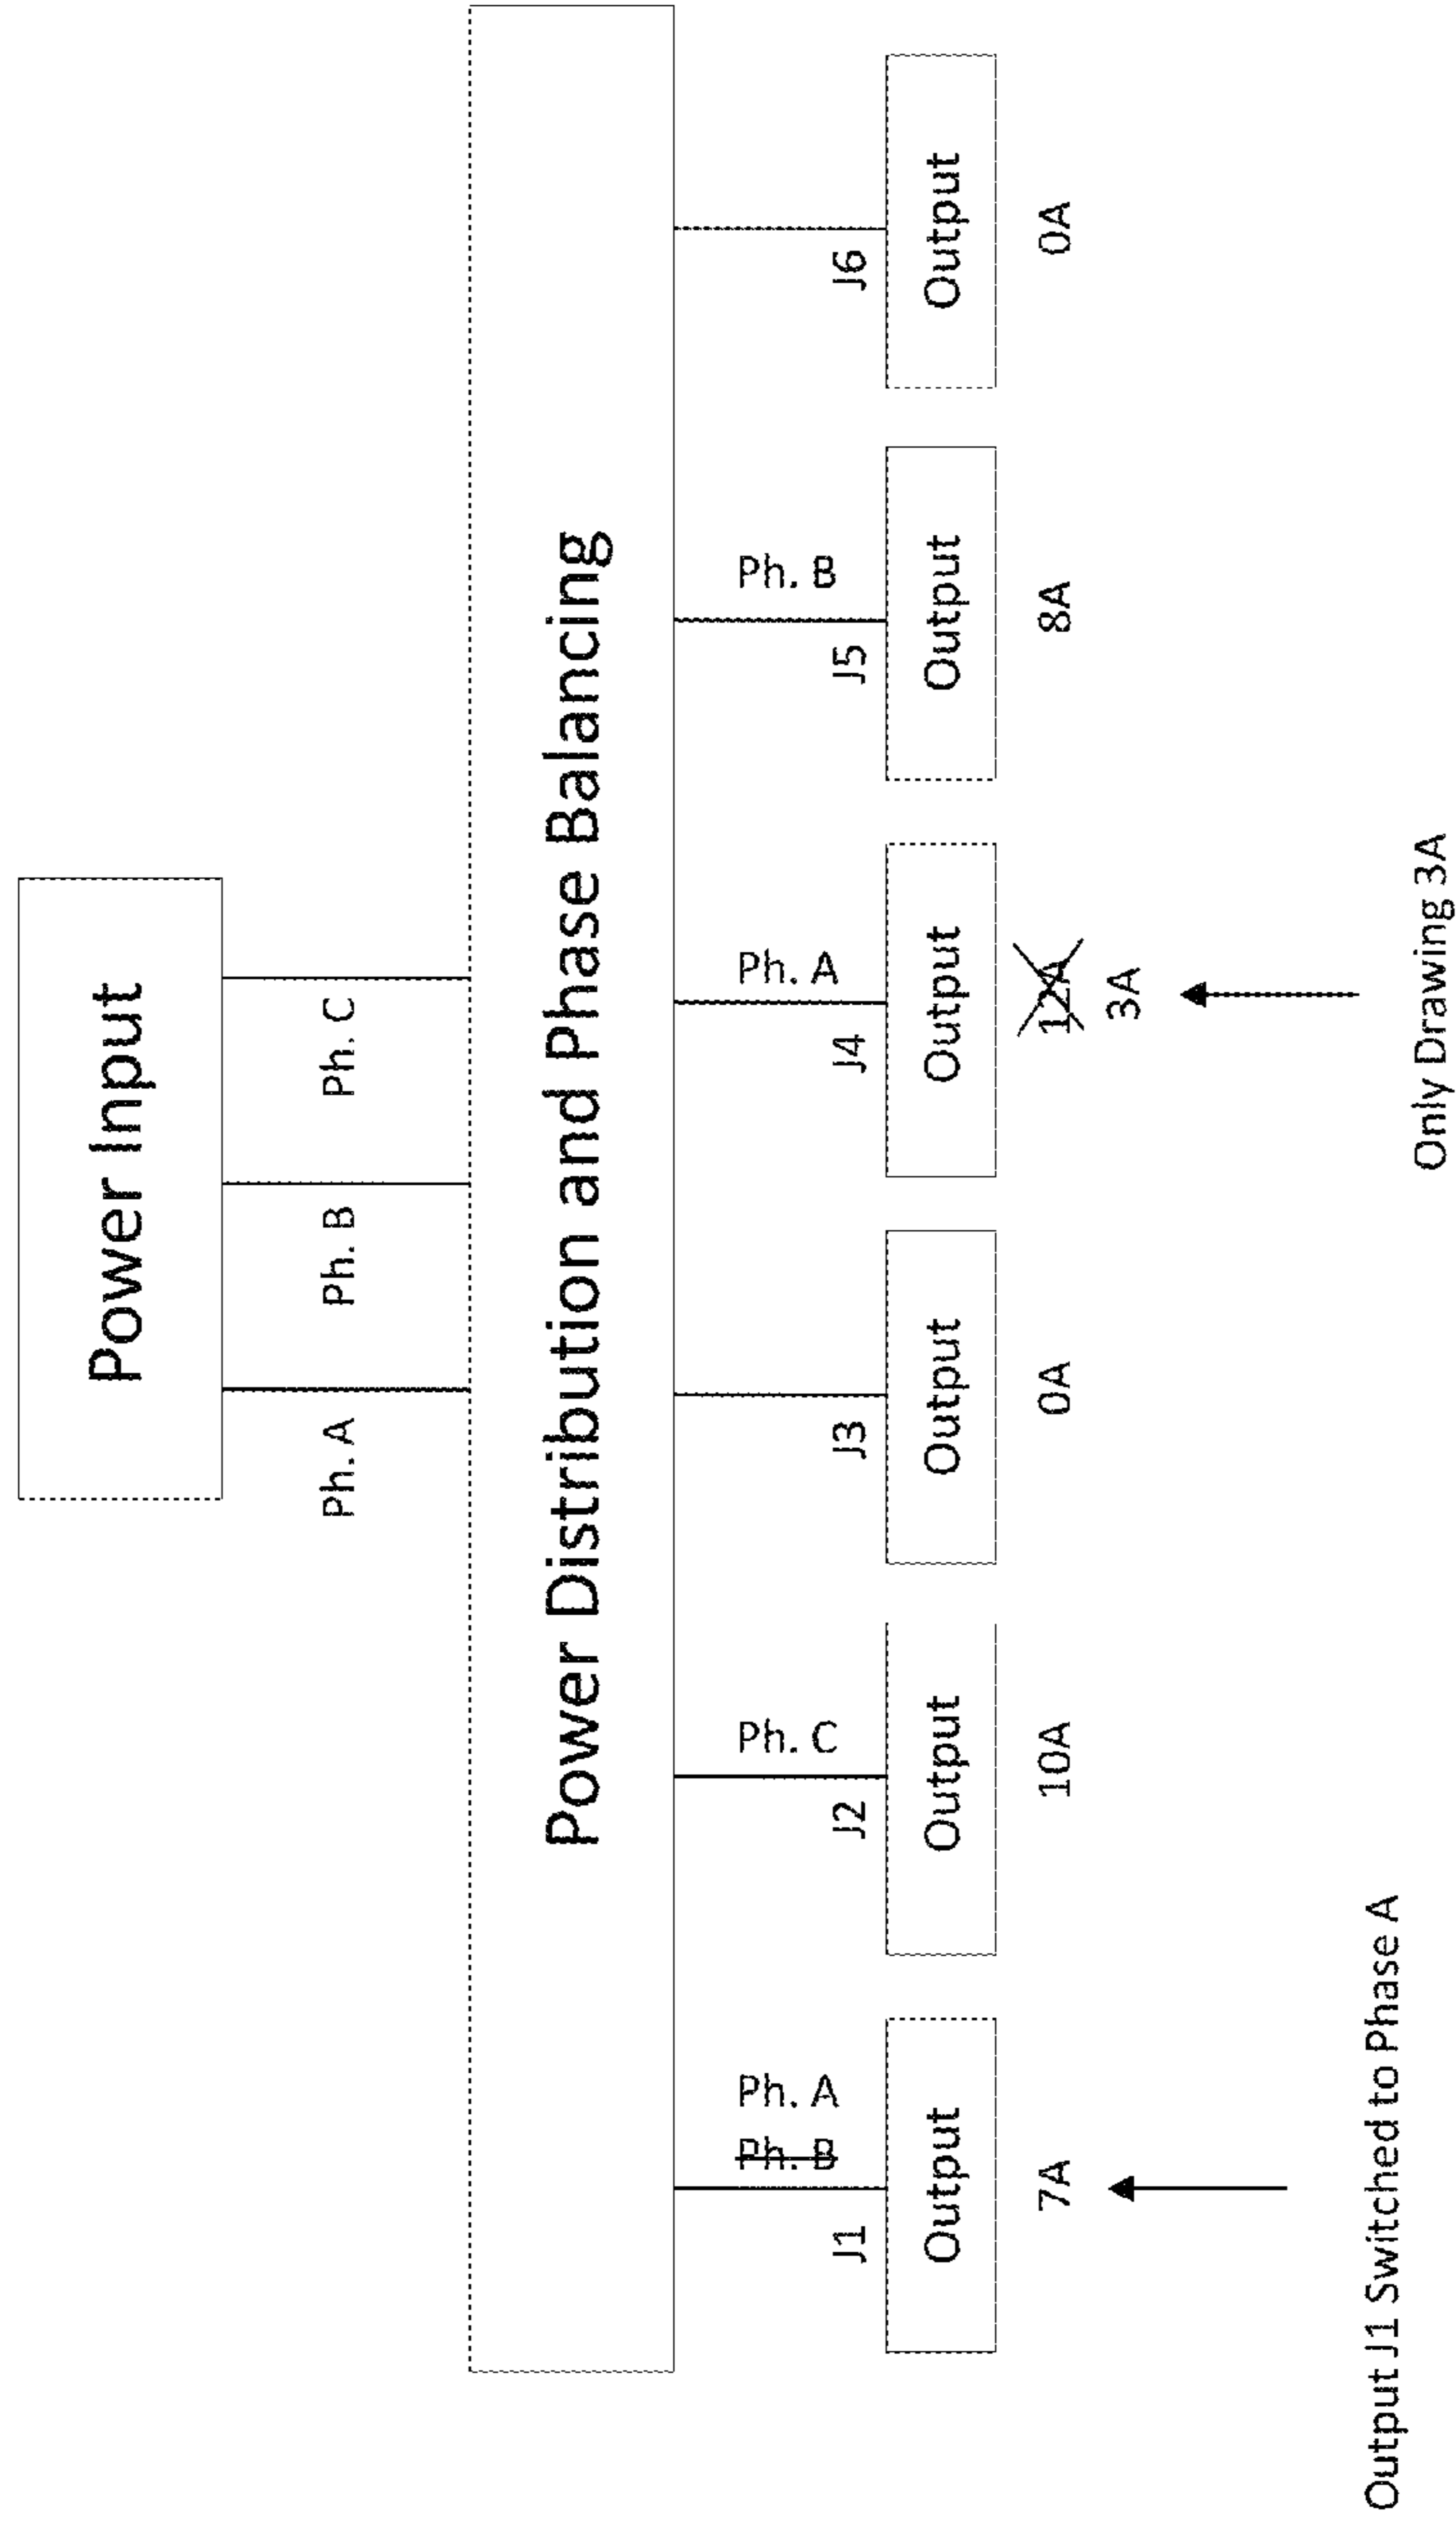 Power Input
Ph. A
Ph. B
Ph. C
Power Distribution and Phase Balancing
Ph. A
Ph. B
Ph. C
Ph. A
Ph. B
J1
J2
J3
J4
J5
J6
Output
Output
Output
Output
Output
Output
7A
10A
0A
12A
3A
8A
0A
Output J1 Switched to Phase A
Only Drawing 3A